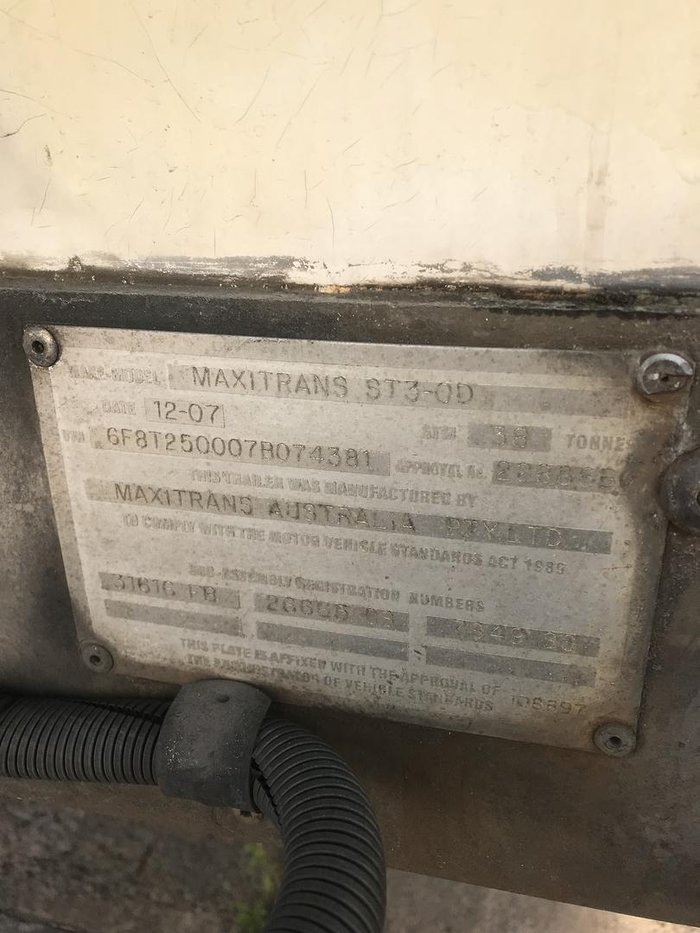 MAKE-MODEL MAXITRANS ST3-OD
DATE 12-07 ATM 38 TONNES
VIN 6F8T250007B074381 APPROVAL No.
THIS TRAILER WAS MANUFACTURED BY
MAXITRANS AUSTRALIA PTY.LTD.
TO COMPLY WITH THE MOTOR VEHICLE STANDARDS ACT 1989
SUB-ASSEMBLY REGISTRATION NUMBERS
31616 FB
THIS PLATE IS AFFIXED WITH THE APPROVAL OF
THE ADMINISTRATOR OF VEHICLE STANDARDS